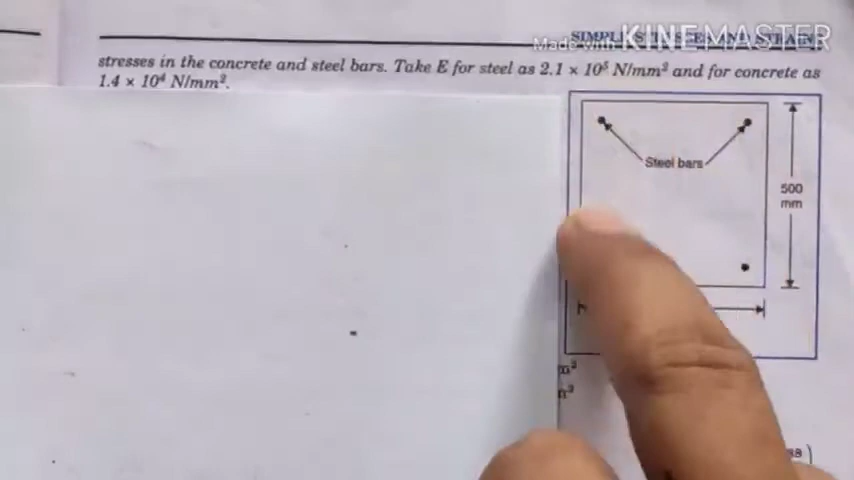 Made with KINEMASTER
stresses in the concrete and steel bars. Take E for steel as 2.1 × 10⁵ N/mm² and for concrete as
1.4 × 10⁴ N/mm².
Steel bars
500
mm